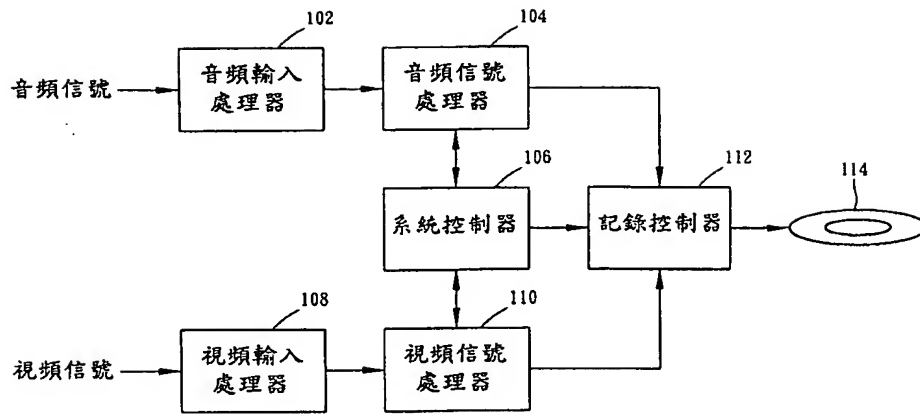 102
104
音頻信號
音頻輸入
處理器
音頻信號
處理器
106
112
114
系統控制器
記錄控制器
108
110
視頻信號
視頻輸入
處理器
視頻信號
處理器